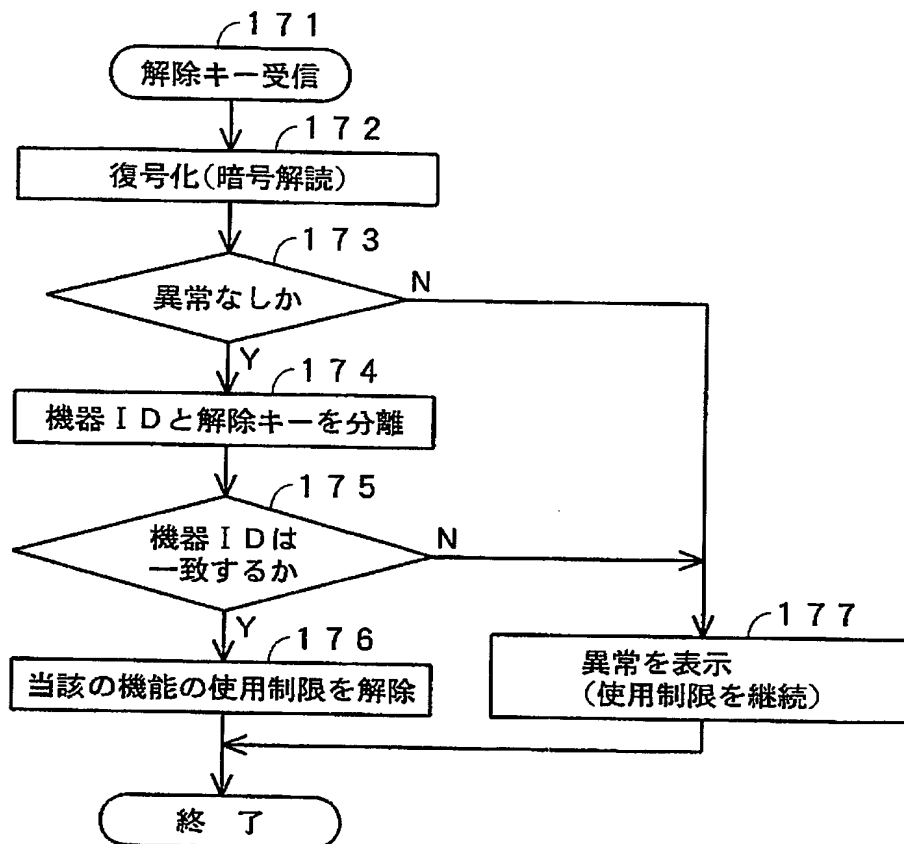 171
解除キー受信
172
復号化(暗号解読)
173
異常なしか
N
Y
174
機器IDと解除キーを分離
175
機器IDは
一致するか
N
Y
176
当該の機能の使用制限を解除
177
異常を表示
(使用制限を継続)
終 了